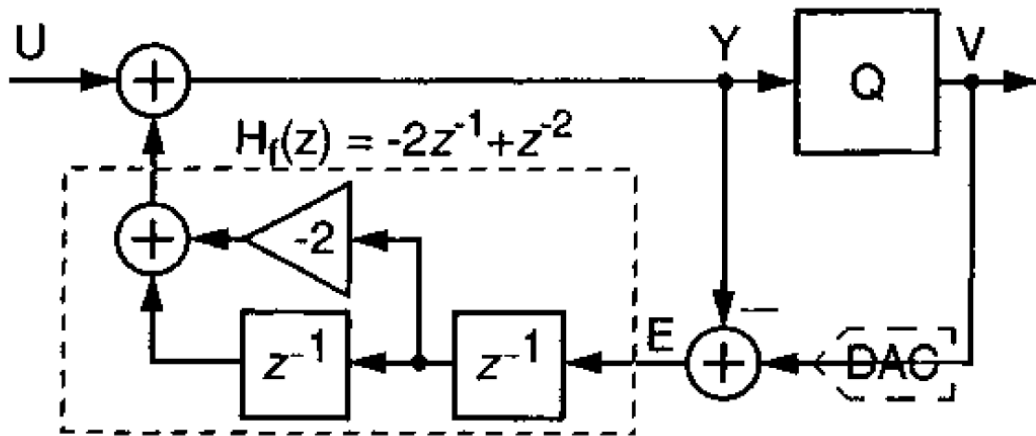 U
Y
V
Q
H_f(z) = -2z^{-1}+z^{-2}
-2
z^{-1}
z^{-1}
E
DAC